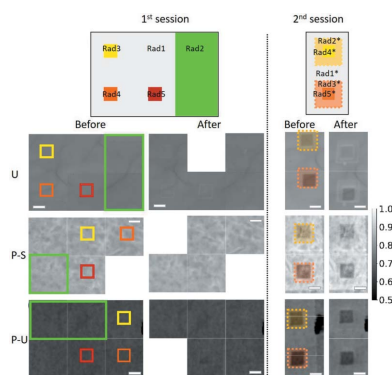 1st session
2nd session
Rad3
Rad1
Rad2
Rad4
Rad5
Rad2*
Rad4*
Rad1*
Rad3*
Rad5*
Before
After
Before
After
U
P-S
P-U
1.0
0.9
0.8
0.7
0.6
0.5